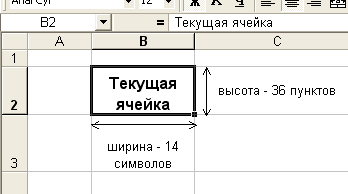 Arial Cyr 12 Ж К Ч
B2 = Текущая ячейка
A B C
1
2
Текущая
ячейка
высота - 36 пунктов
3
ширина - 14
символов